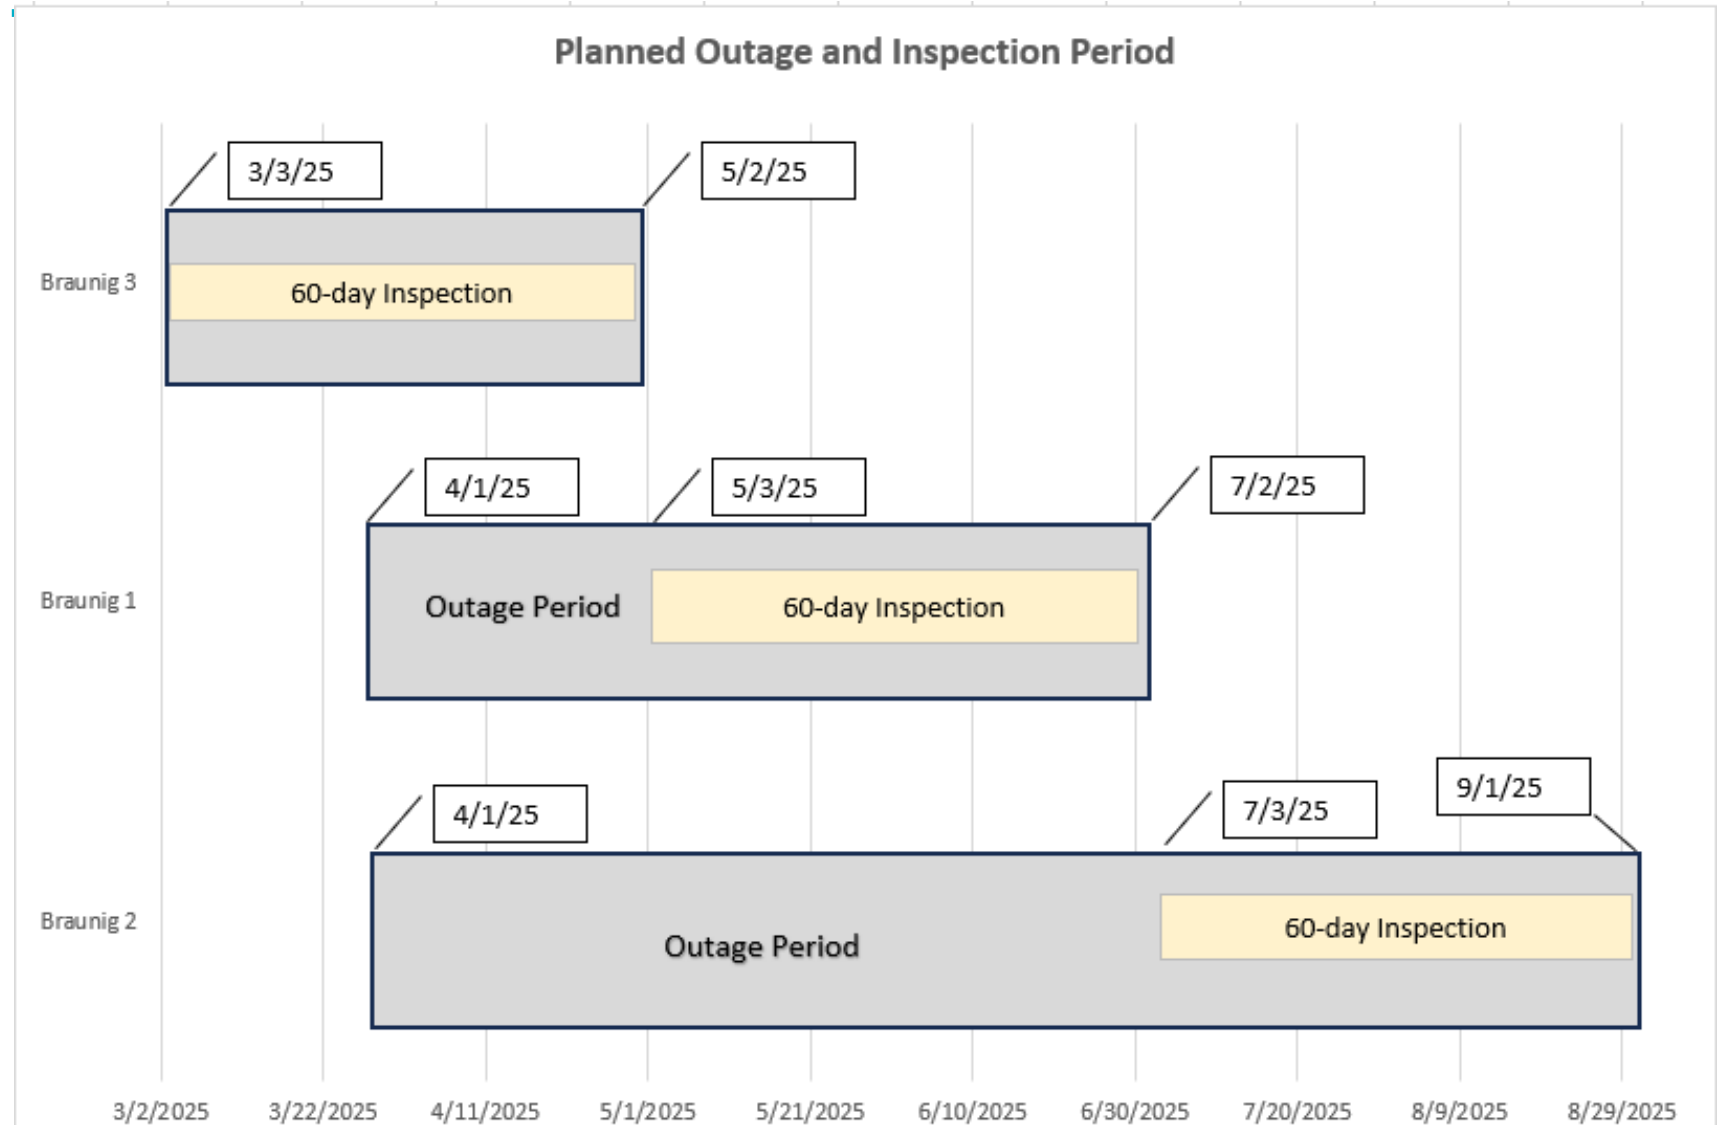 Planned Outage and Inspection Period
3/3/25
5/2/25
Braunig 3
60-day Inspection
4/1/25
5/3/25
7/2/25
Braunig 1
Outage Period
60-day Inspection
4/1/25
7/3/25
9/1/25
Braunig 2
Outage Period
60-day Inspection
3/2/2025
3/22/2025
4/11/2025
5/1/2025
5/21/2025
6/10/2025
6/30/2025
7/20/2025
8/9/2025
8/29/2025